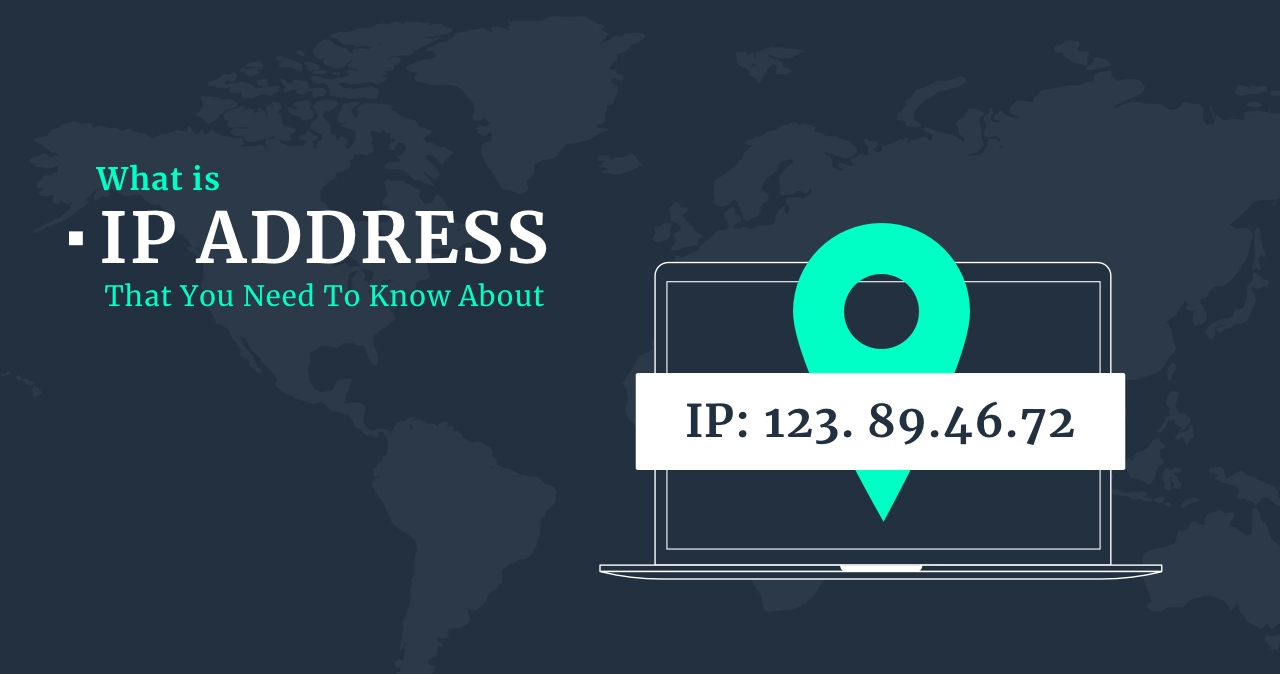 What is
IP ADDRESS
That You Need To Know About
IP: 123. 89.46.72